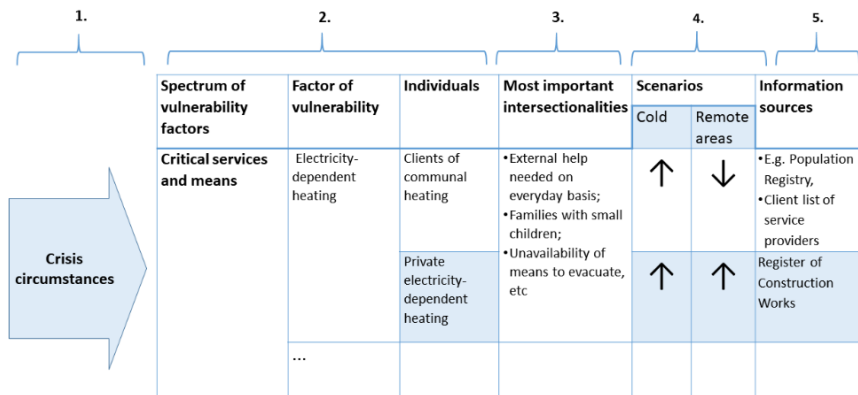 1.
2.
3.
4.
5.
Spectrum of
vulnerability
factors
Factor of
vulnerability
Individuals
Most important
intersectionalities
Scenarios
Information
sources
Cold
Remote
areas
Crisis
circumstances
Critical services
and means
Electricity-
dependent
heating
Clients of
communal
heating
•External help
needed on
everyday basis;
•Families with small
children;
•Unavailability of
means to evacuate,
etc
↑
↓
•E.g. Population
Registry,
•Client list of
service
providers
Private
electricity-
dependent
heating
↑
↑
Register of
Construction
Works
...